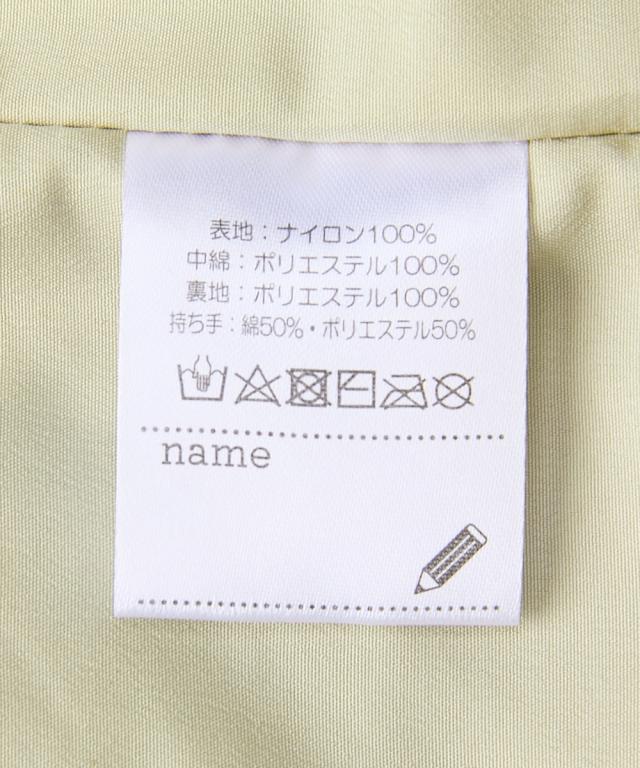 表地：ナイロン100%
中綿：ポリエステル100%
裏地：ポリエステル100%
持ち手：綿50%・ポリエステル50%
name